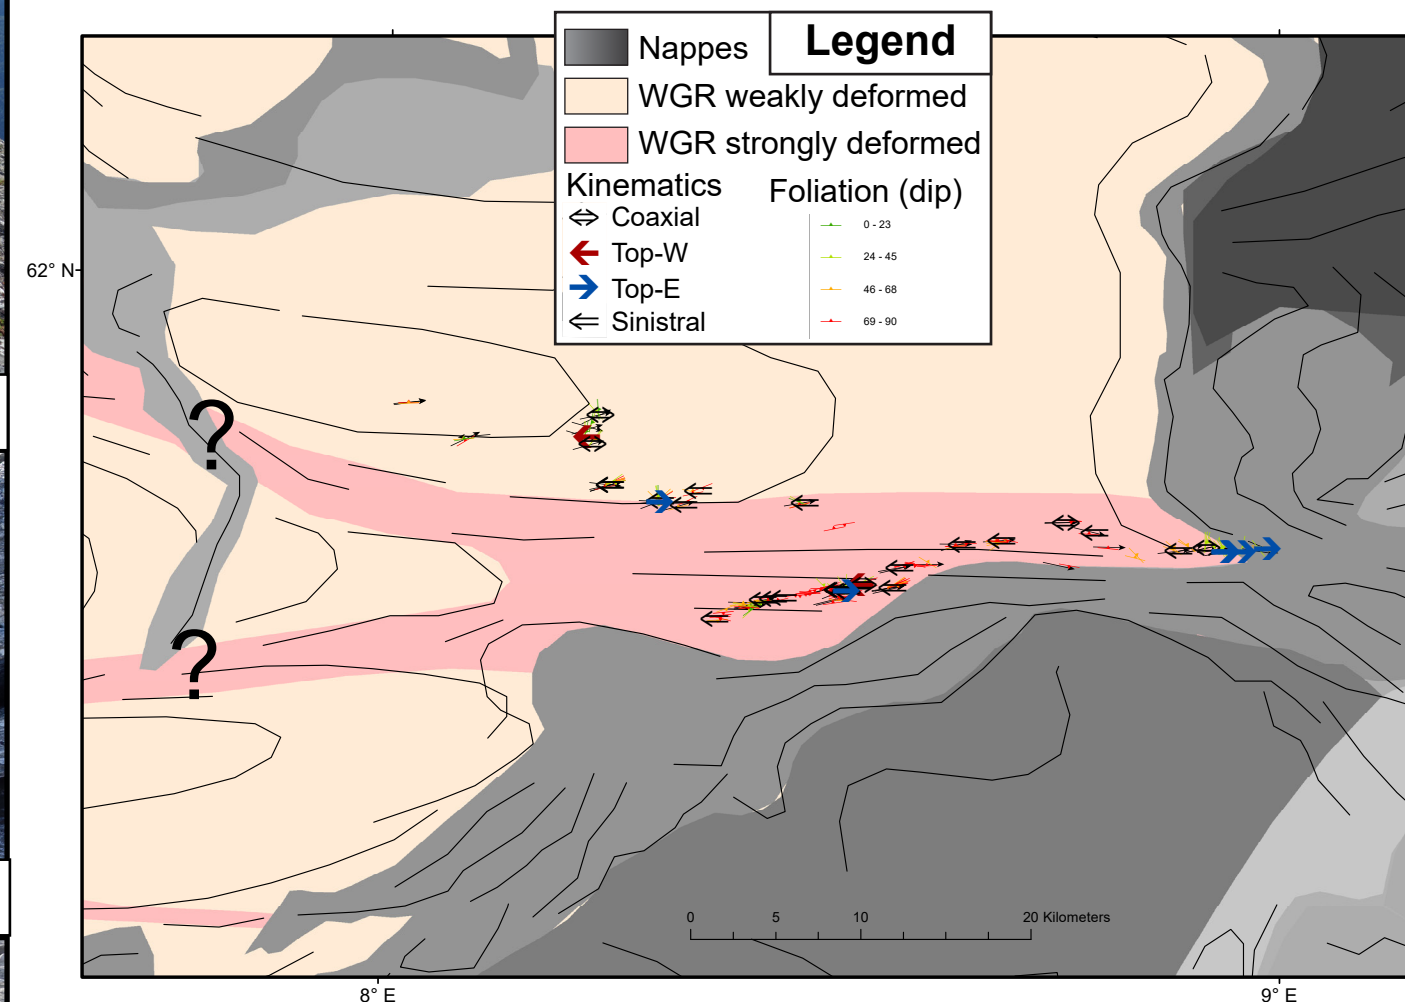 Legend
Nappes
WGR weakly deformed
WGR strongly deformed
Kinematics
Coaxial
Top-W
Top-E
Sinistral
Foliation (dip)
0 - 23
24 - 45
46 - 68
69 - 90
62° N
?
?
0 5 10 20 Kilometers
8° E
9° E